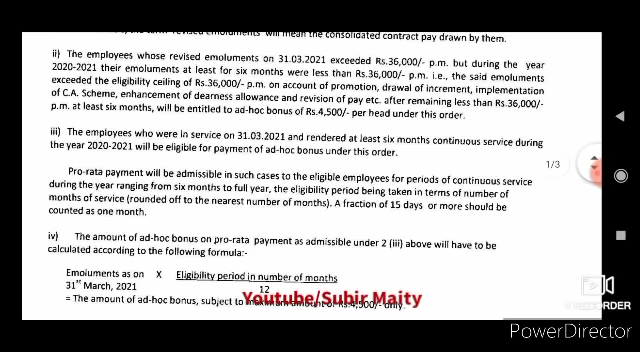 will mean the consolidated contract pay drawn by them.
ii) The employees whose revised emoluments on 31.03.2021 exceeded Rs.36,000/- p.m. but during the year
2020-2021 their emoluments at least for six months were less than Rs.36,000/- p.m. i.e., the said emoluments
exceeded the eligibility ceiling of Rs.36,000/- p.m. on account of promotion, drawal of increment, implementation
of C.A. Scheme, enhancement of dearness allowance and revision of pay etc. after remaining less than Rs.36,000/-
p.m. at least six months, will be entitled to ad-hoc bonus of Rs.4,500/- per head under this order.
iii) The employees who were in service on 31.03.2021 and rendered at least six months continuous service during
the year 2020-2021 will be eligible for payment of ad-hoc bonus under this order.
1/3
Pro-rata payment will be admissible in such cases to the eligible employees for periods of continuous service
during the year ranging from six months to full year, the eligibility period being taken in terms of number of
months of service (rounded off to the nearest number of months). A fraction of 15 days or more should be
counted as one month.
iv) The amount of ad-hoc bonus on pro-rata payment as admissible under 2 (iii) above will have to be
calculated according to the following formula:-
Emoluments as on X Eligibility period in number of months
31st March, 2021 12
= The amount of ad-hoc bonus, subject to maximum amount of Rs.4,500/- only.
Youtube/Subir Maity
RDER
PowerDirector